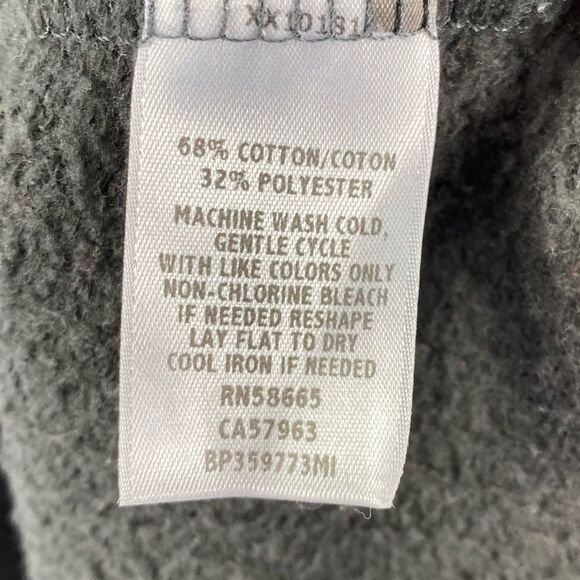 XX10181
68% COTTON/COTON
32% POLYESTER
MACHINE WASH COLD,
GENTLE CYCLE
WITH LIKE COLORS ONLY
NON-CHLORINE BLEACH
IF NEEDED RESHAPE
LAY FLAT TO DRY
COOL IRON IF NEEDED
RN58665
CA57963
BP359773MI